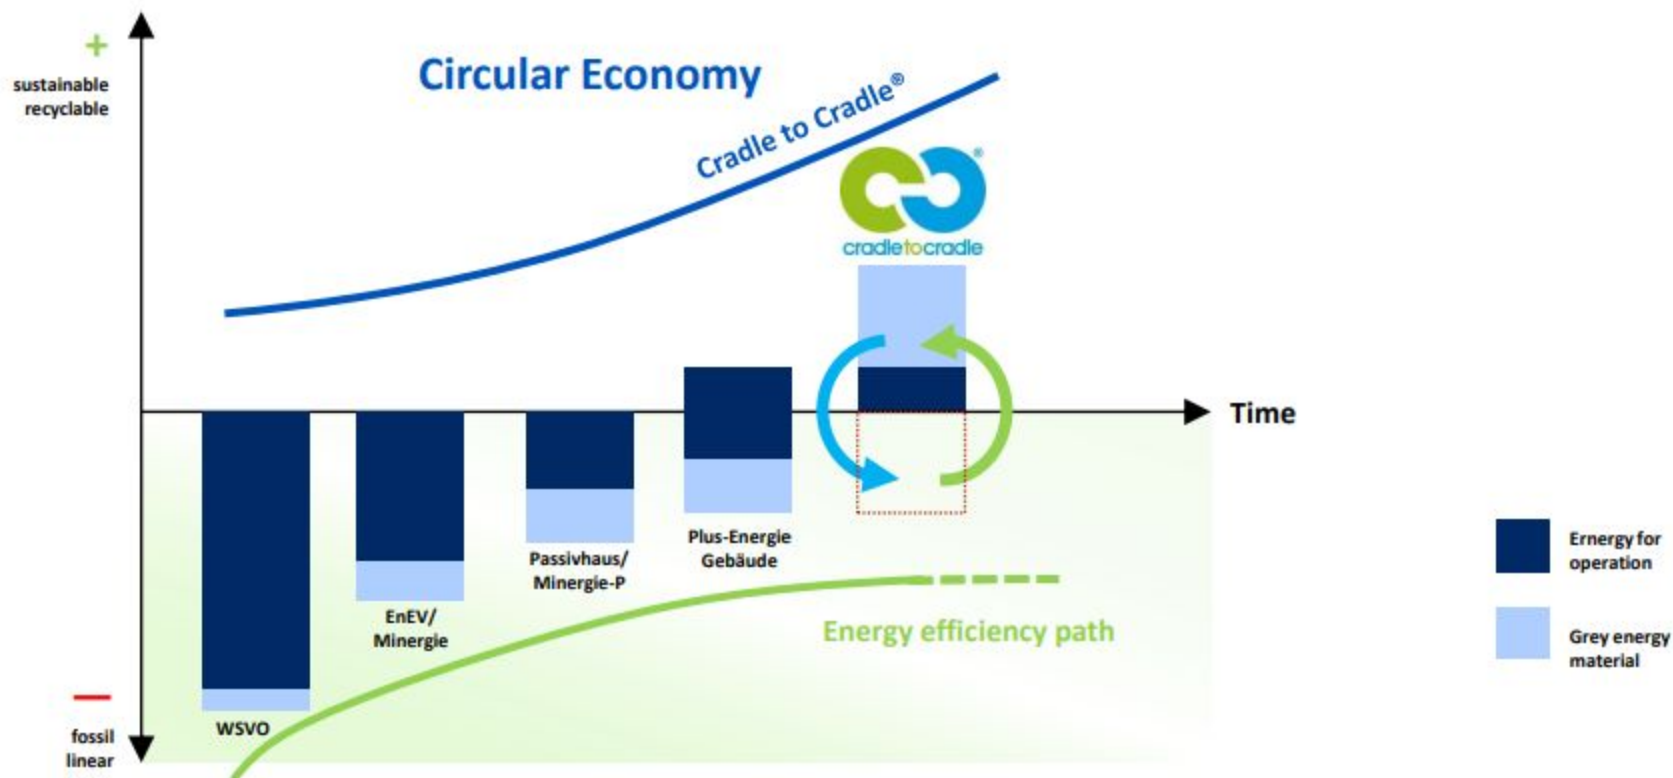 +
sustainable
recyclable
Circular Economy
Cradle to Cradle®
®
cradletocradle
Time
Plus-Energie
Gebäude
Passivhaus/
Minergie-P
EnEV/
Minergie
WSVO
Energy efficiency path
Ernergy for
operation
Grey energy
material
—
fossil
linear